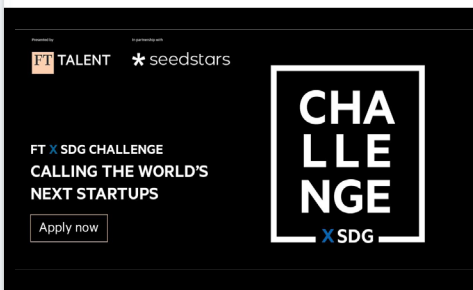 Presented by
In partnership with
FT TALENT
seedstars
FT X SDG CHALLENGE
CALLING THE WORLD'S
NEXT STARTUPS
Apply now
CHA
LLE
NGE
X SDG